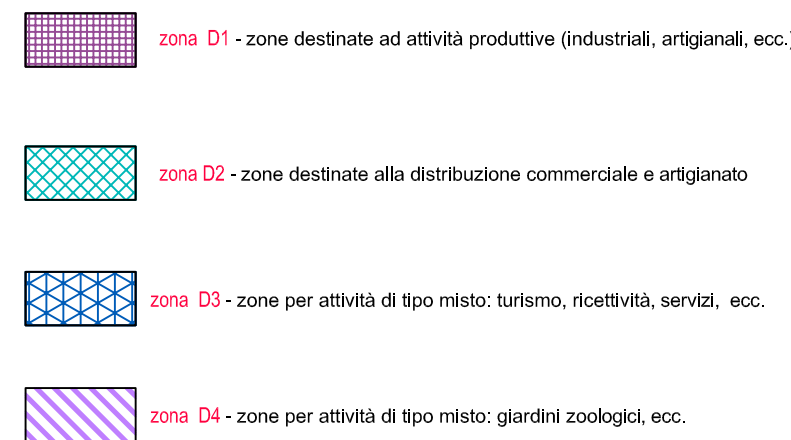 zona D1 - zone destinate ad attività produttive (industriali, artigianali, ecc.)
zona D2 - zone destinate alla distribuzione commerciale e artigianato
zona D3 - zone per attività di tipo misto: turismo, ricettività, servizi, ecc.
zona D4 - zone per attività di tipo misto: giardini zoologici, ecc.